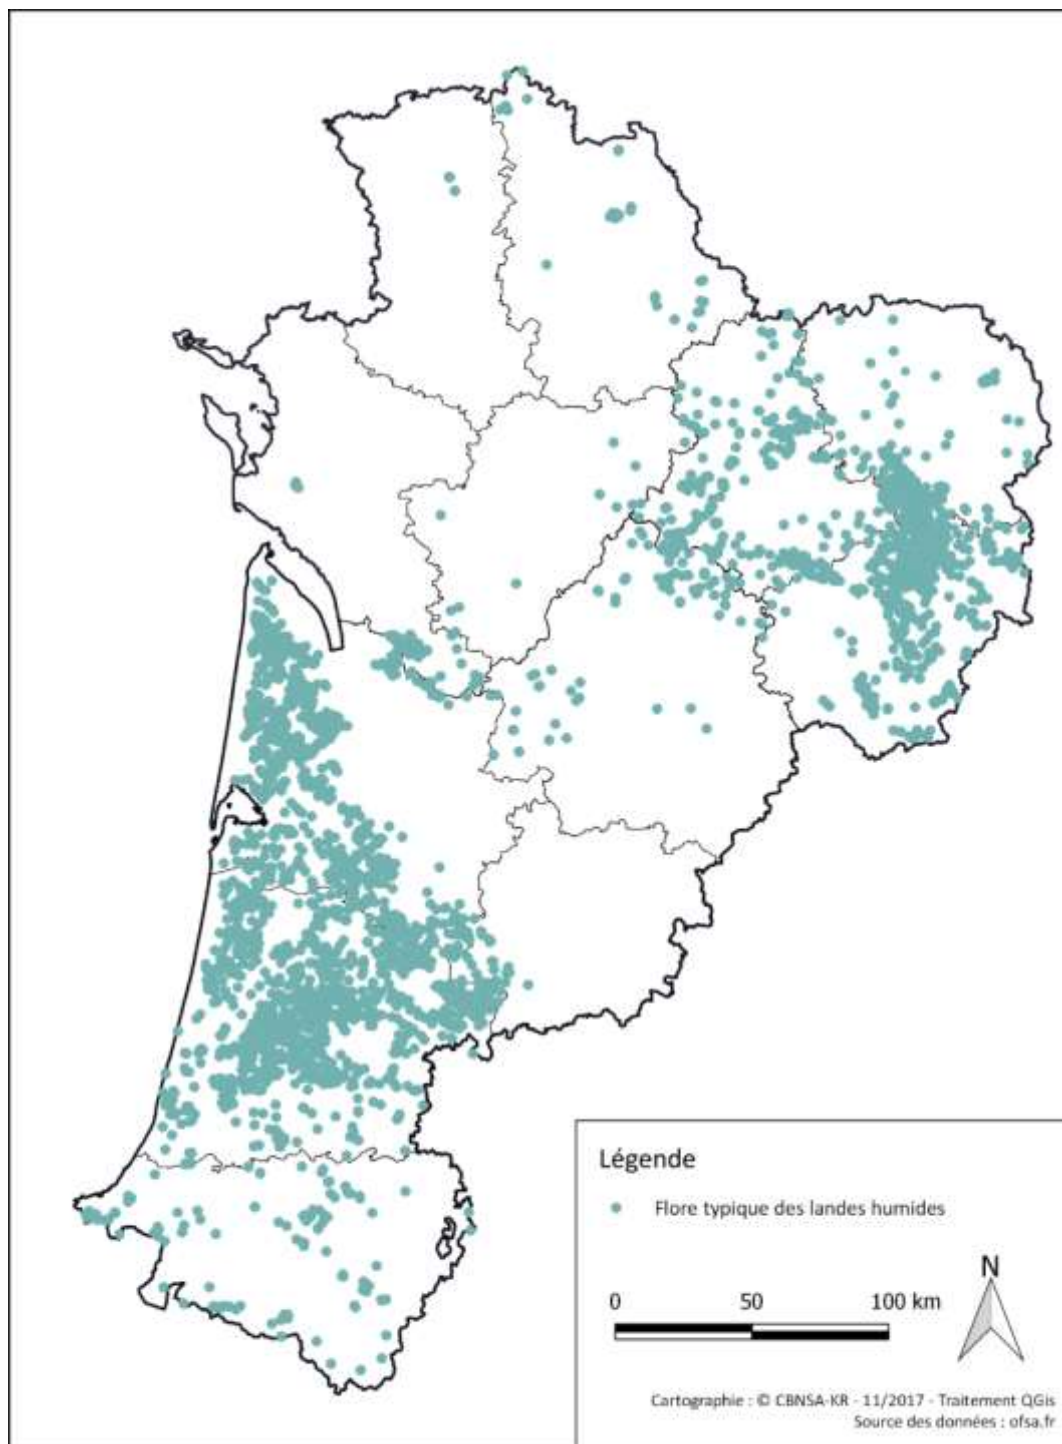 Légende
Flore typique des landes humides
0 50 100 km
N
Cartographie : © CBNSA-KR - 11/2017 - Traitement QGis
Source des données : ofsa.fr